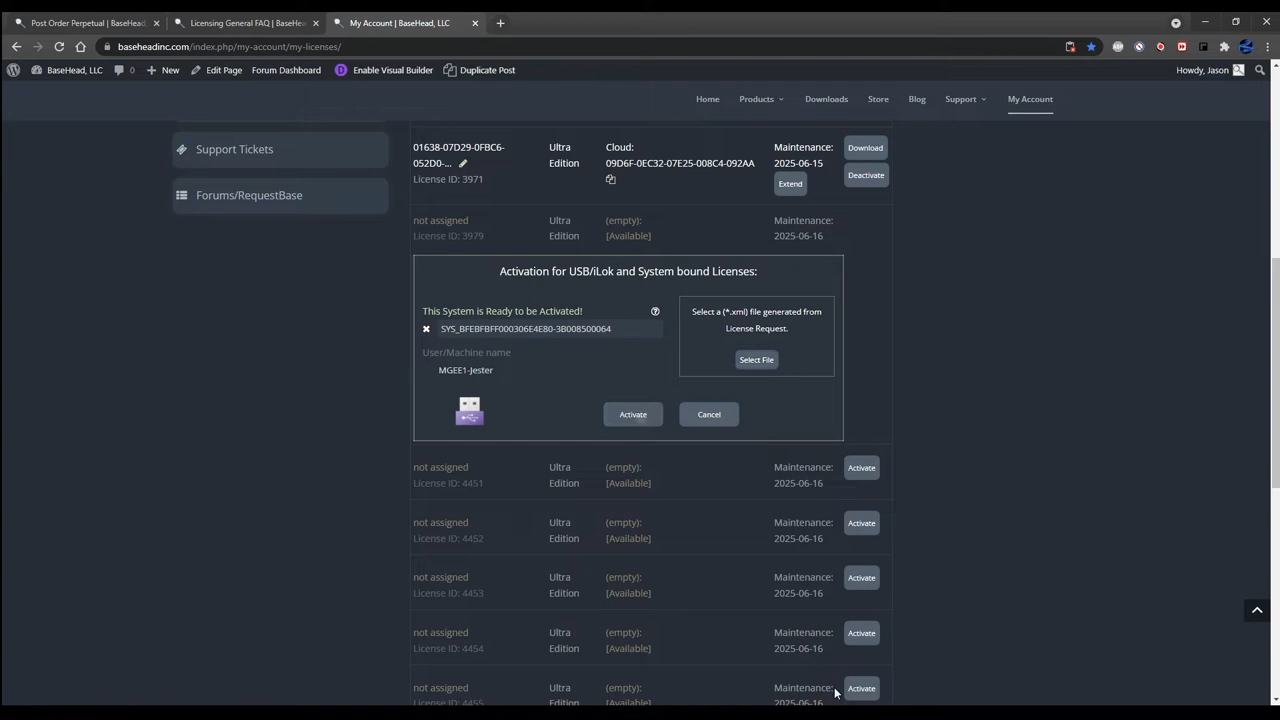 Post Order Perpetual | BaseHead,
Licensing General FAQ | BaseHea
My Account | BaseHead, LLC
baseheadinc.com/index.php/my-account/my-licenses/
BaseHead, LLC 0 New Edit Page Forum Dashboard D Enable Visual Builder Duplicate Post Howdy, Jason
Home Products Downloads Store Blog Support My Account
Support Tickets
Forums/RequestBase
01638-07D29-0FBC6-
052D0-...
License ID: 3971
Ultra
Edition
Cloud:
09D6F-0EC32-07E25-008C4-092AA
Maintenance:
2025-06-15
Extend
Download
Deactivate
not assigned
License ID: 3979
Ultra
Edition
(empty):
[Available]
Maintenance:
2025-06-16
Activation for USB/iLok and System bound Licenses:
This System is Ready to be Activated!
SYS_BFEBFBFF000306E4E80-3B008500064
User/Machine name
MGEE1-Jester
Select a (*.xml) file generated from
License Request.
Select File
Activate
Cancel
not assigned
License ID: 4451
Ultra
Edition
(empty):
[Available]
Maintenance:
2025-06-16
Activate
not assigned
License ID: 4452
Ultra
Edition
(empty):
[Available]
Maintenance:
2025-06-16
Activate
not assigned
License ID: 4453
Ultra
Edition
(empty):
[Available]
Maintenance:
2025-06-16
Activate
not assigned
License ID: 4454
Ultra
Edition
(empty):
[Available]
Maintenance:
2025-06-16
Activate
not assigned
License ID: 4455
Ultra
Edition
(empty):
[Available]
Maintenance:
2025-06-16
Activate